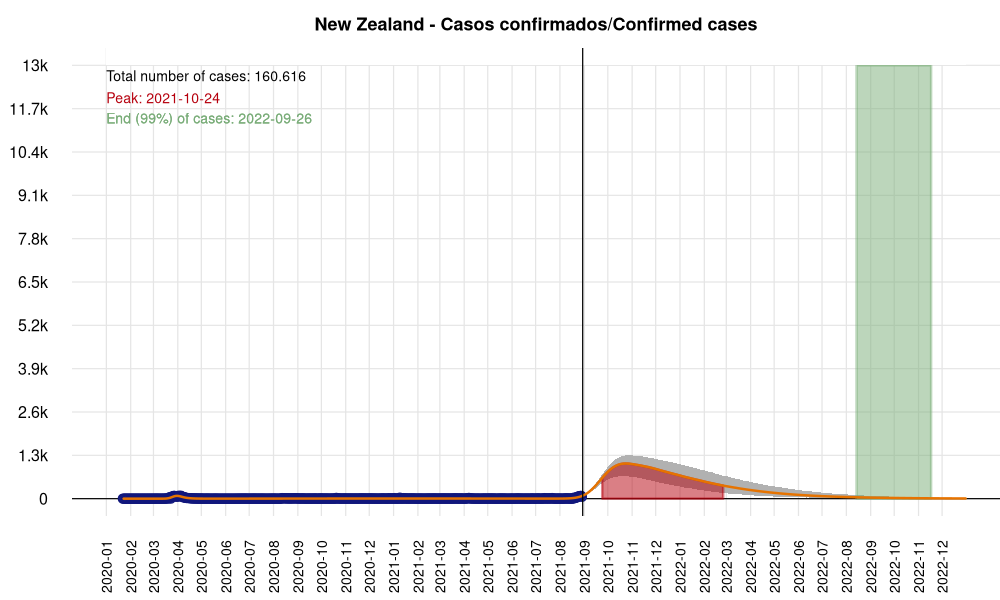 New Zealand - Casos confirmados/Confirmed cases
Total number of cases: 160.616
Peak: 2021-10-24
End (99%) of cases: 2022-09-26
13k
11.7k
10.4k
9.1k
7.8k
6.5k
5.2k
3.9k
2.6k
1.3k
0
2020-01
2020-02
2020-03
2020-04
2020-05
2020-06
2020-07
2020-08
2020-09
2020-10
2020-11
2020-12
2021-01
2021-02
2021-03
2021-04
2021-05
2021-06
2021-07
2021-08
2021-09
2021-10
2021-11
2021-12
2022-01
2022-02
2022-03
2022-04
2022-05
2022-06
2022-07
2022-08
2022-09
2022-10
2022-11
2022-12